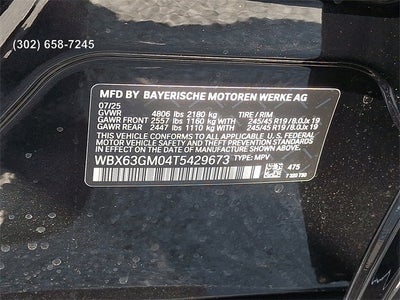 (302) 658-7245
MFD BY BAYERISCHE MOTOREN WERKE AG
07/25
GVWR 4806 lbs 2180 kg TIRE / RIM
GAWR FRONT 2557 lbs 1160 kg WITH 245/45 R19 / 8.0Jx 19
GAWR REAR 2447 lbs 1110 kg WITH 245/45 R19 / 8.0Jx 19
THIS VEHICLE CONFORMS TO ALL APPLICABLE U.S. FEDERAL
MOTOR VEHICLE SAFETY, BUMPER, AND THEFT PREVENTION
STANDARDS IN EFFECT ON THE DATE OF MANUFACTURE
SHOWN ABOVE.
WBX63GM04T5429673 TYPE: MPV
475